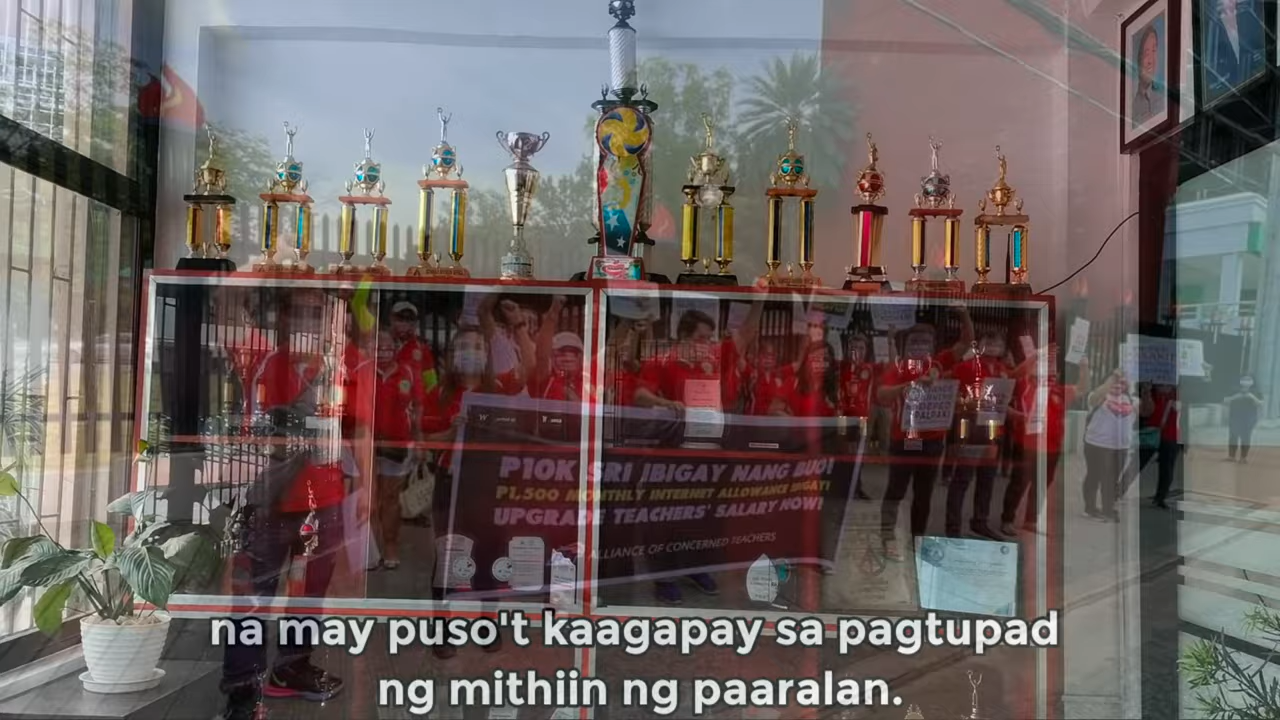 P10K SRI IBIGAY NANG BUO!
P1,500 MONTHLY INTERNET ALLOWANCE IBIGAY!
UPGRADE TEACHERS' SALARY NOW!
ALLIANCE OF CONCERNED TEACHERS
na may puso't kaagapay sa pagtupad
ng mithiin ng paaralan.